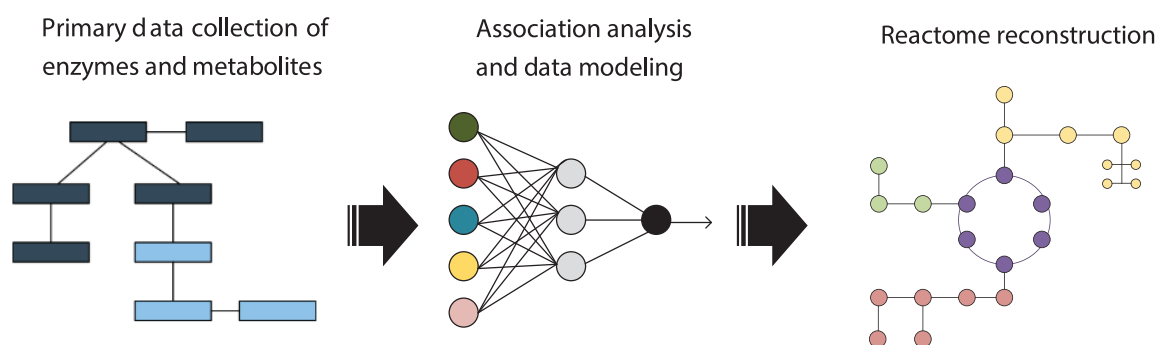 Primary data collection of
enzymes and metabolites
Association analysis
and data modeling
Reactome reconstruction